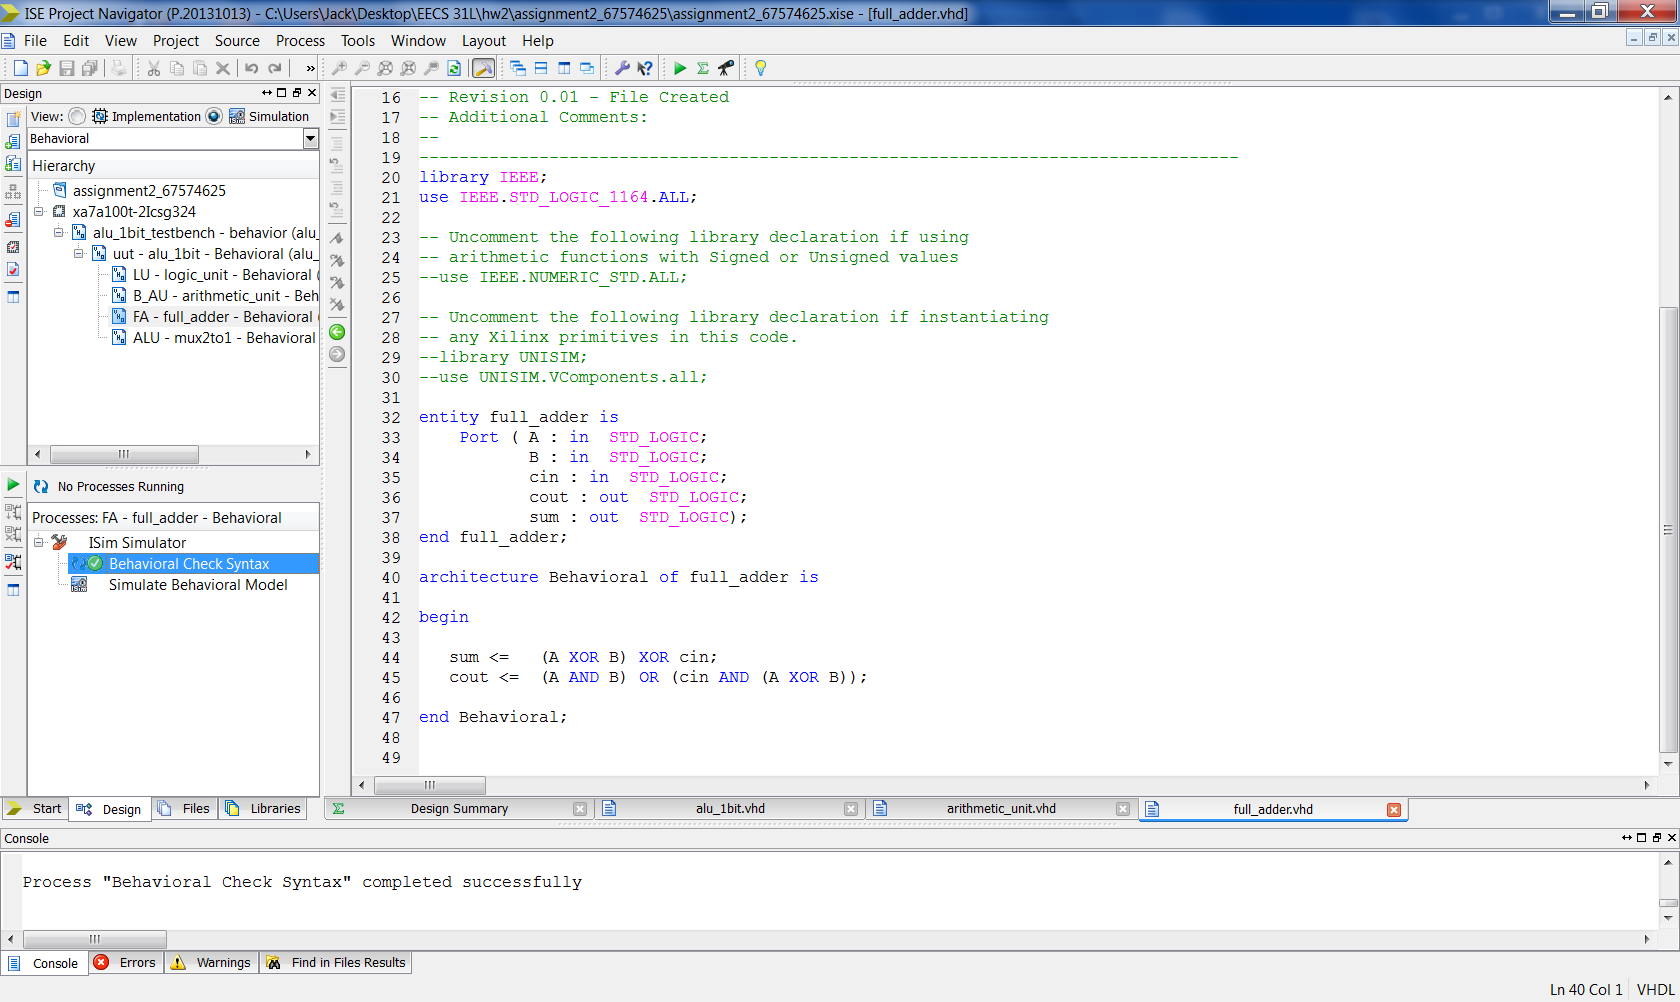 ISE Project Navigator (P.20131013) - C:\Users\Jack\Desktop\EECS 31L\hw2\assignment2_67574625\assignment2_67574625.xise - [full_adder.vhd]
File Edit View Project Source Process Tools Window Layout Help
Design
View: Implementation Simulation
Behavioral
Hierarchy
assignment2_67574625
xa7a100t-2Icsg324
alu_1bit_testbench - behavior (alu_
uut - alu_1bit - Behavioral (alu_
LU - logic_unit - Behavioral (
B_AU - arithmetic_unit - Beh
FA - full_adder - Behavioral (
ALU - mux2to1 - Behavioral
No Processes Running
Processes: FA - full_adder - Behavioral
ISim Simulator
Behavioral Check Syntax
Simulate Behavioral Model
Start Design Files Libraries
16 -- Revision 0.01 - File Created
17 -- Additional Comments:
18 --
19 ----------------------------------------------------------------------------------
20 library IEEE;
21 use IEEE.STD_LOGIC_1164.ALL;
22
23 -- Uncomment the following library declaration if using
24 -- arithmetic functions with Signed or Unsigned values
25 --use IEEE.NUMERIC_STD.ALL;
26
27 -- Uncomment the following library declaration if instantiating
28 -- any Xilinx primitives in this code.
29 --library UNISIM;
30 --use UNISIM.VComponents.all;
31
32 entity full_adder is
33 Port ( A : in STD_LOGIC;
34 B : in STD_LOGIC;
35 cin : in STD_LOGIC;
36 cout : out STD_LOGIC;
37 sum : out STD_LOGIC);
38 end full_adder;
39
40 architecture Behavioral of full_adder is
41
42 begin
43
44 sum <= (A XOR B) XOR cin;
45 cout <= (A AND B) OR (cin AND (A XOR B));
46
47 end Behavioral;
48
49
Design Summary alu_1bit.vhd arithmetic_unit.vhd full_adder.vhd
Console
Process "Behavioral Check Syntax" completed successfully
Console Errors Warnings Find in Files Results
Ln 40 Col 1 VHDL